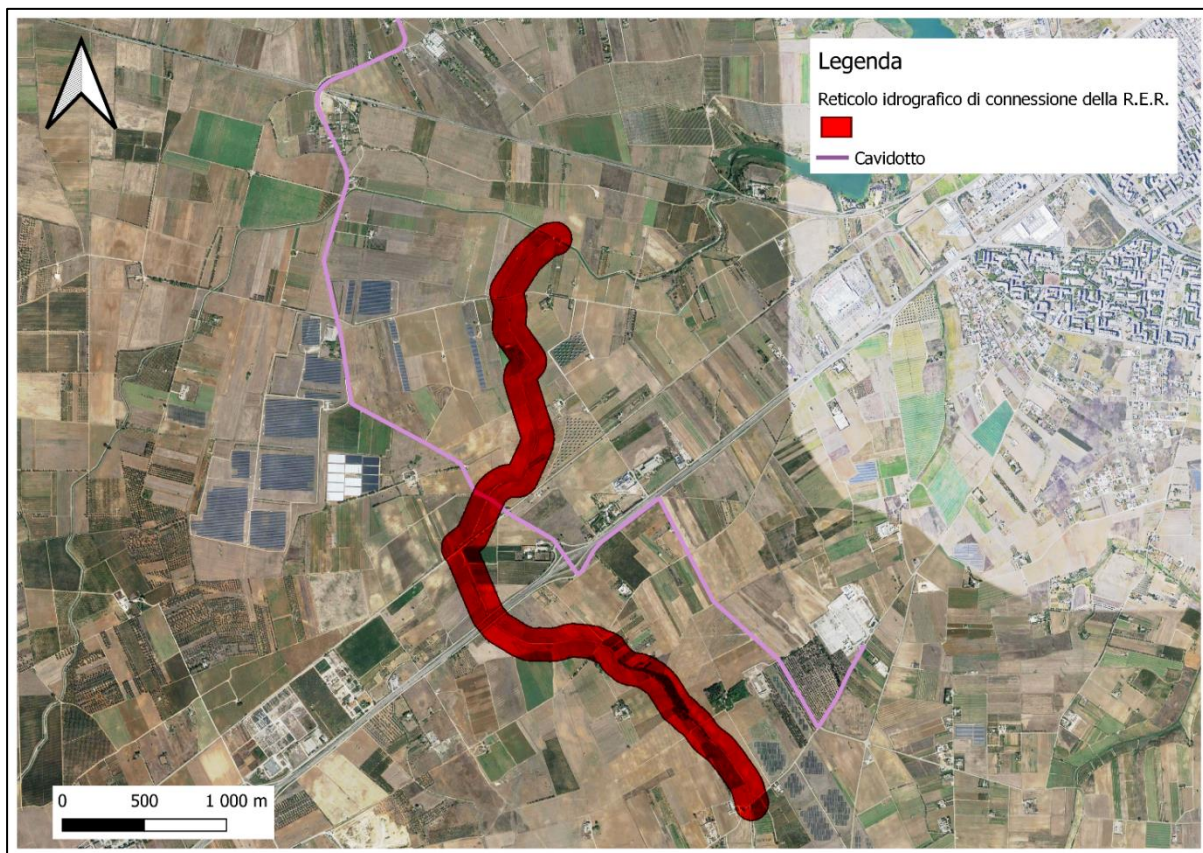 Legenda
Reticolo idrografico di connessione della R.E.R.
Cavidotto
0 500 1 000 m